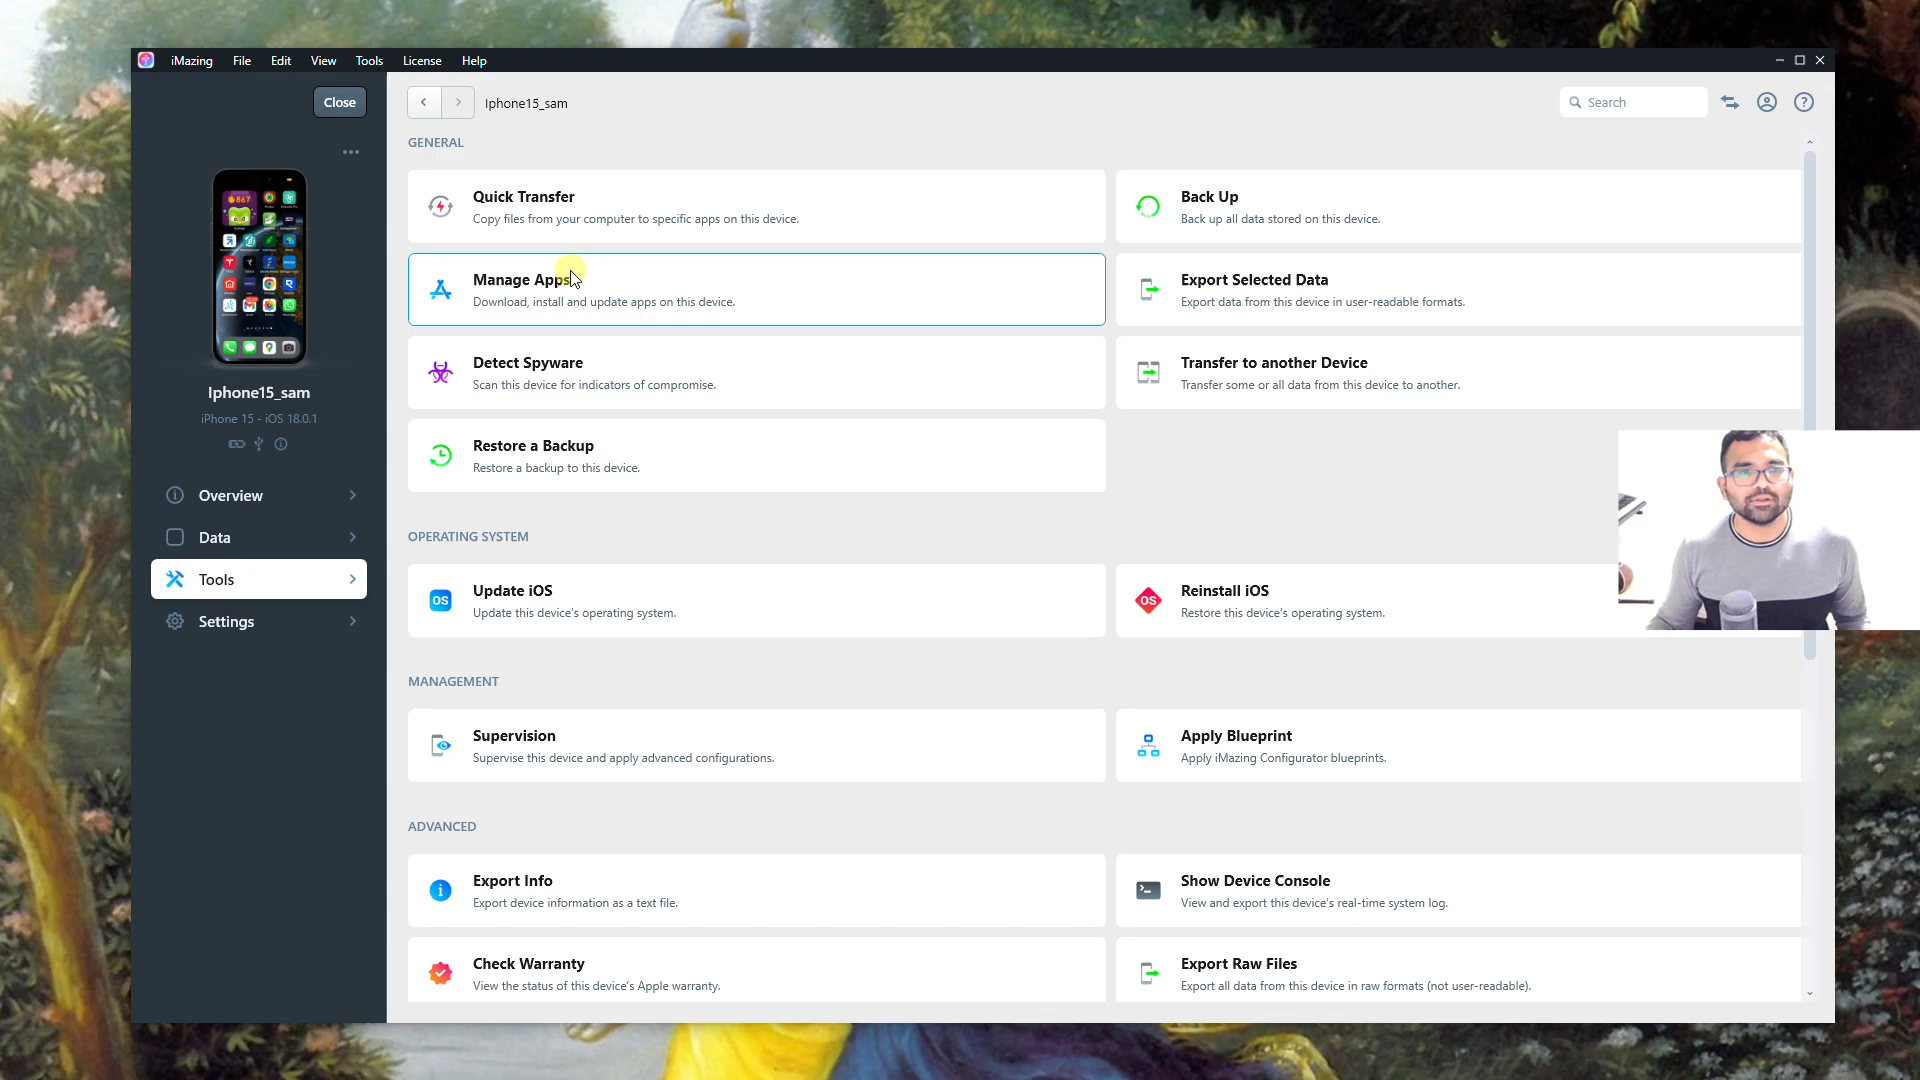 iMazing File Edit View Tools License Help
Close
Iphone15_sam
Search
GENERAL
Quick Transfer
Copy files from your computer to specific apps on this device.
Back Up
Back up all data stored on this device.
Manage Apps
Download, install and update apps on this device.
Export Selected Data
Export data from this device in user-readable formats.
Detect Spyware
Scan this device for indicators of compromise.
Transfer to another Device
Transfer some or all data from this device to another.
Restore a Backup
Restore a backup to this device.
867
Iphone15_sam
iPhone 15 - iOS 18.0.1
Overview
Data
Tools
Settings
OPERATING SYSTEM
OS
Update iOS
Update this device's operating system.
OS
Reinstall iOS
Restore this device's operating system.
MANAGEMENT
Supervision
Supervise this device and apply advanced configurations.
Apply Blueprint
Apply iMazing Configurator blueprints.
ADVANCED
Export Info
Export device information as a text file.
Show Device Console
View and export this device's real-time system log.
Check Warranty
View the status of this device's Apple warranty.
Export Raw Files
Export all data from this device in raw formats (not user-readable).